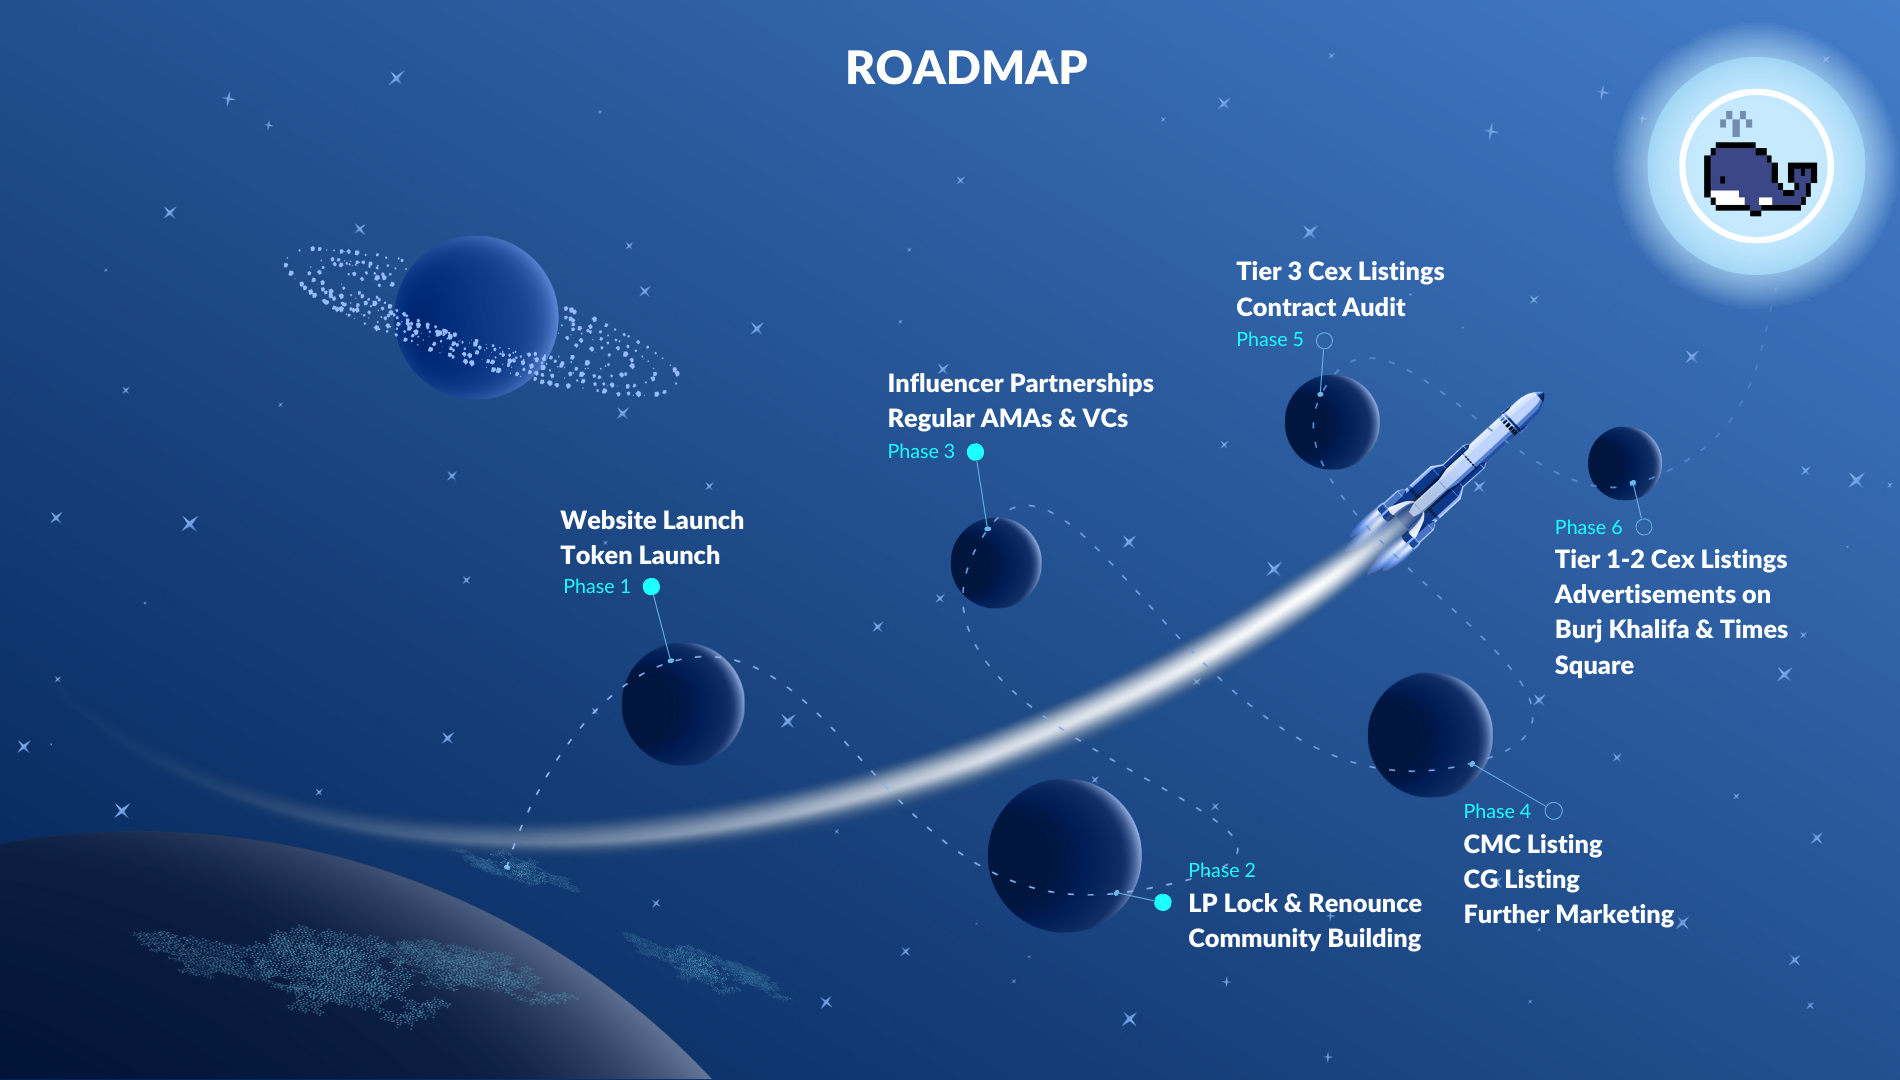 ROADMAP
Website Launch
Token Launch
Phase 1
Phase 2
LP Lock & Renounce
Community Building
Influencer Partnerships
Regular AMAs & VCs
Phase 3
Phase 4
CMC Listing
CG Listing
Further Marketing
Tier 3 Cex Listings
Contract Audit
Phase 5
Phase 6
Tier 1-2 Cex Listings
Advertisements on
Burj Khalifa & Times
Square